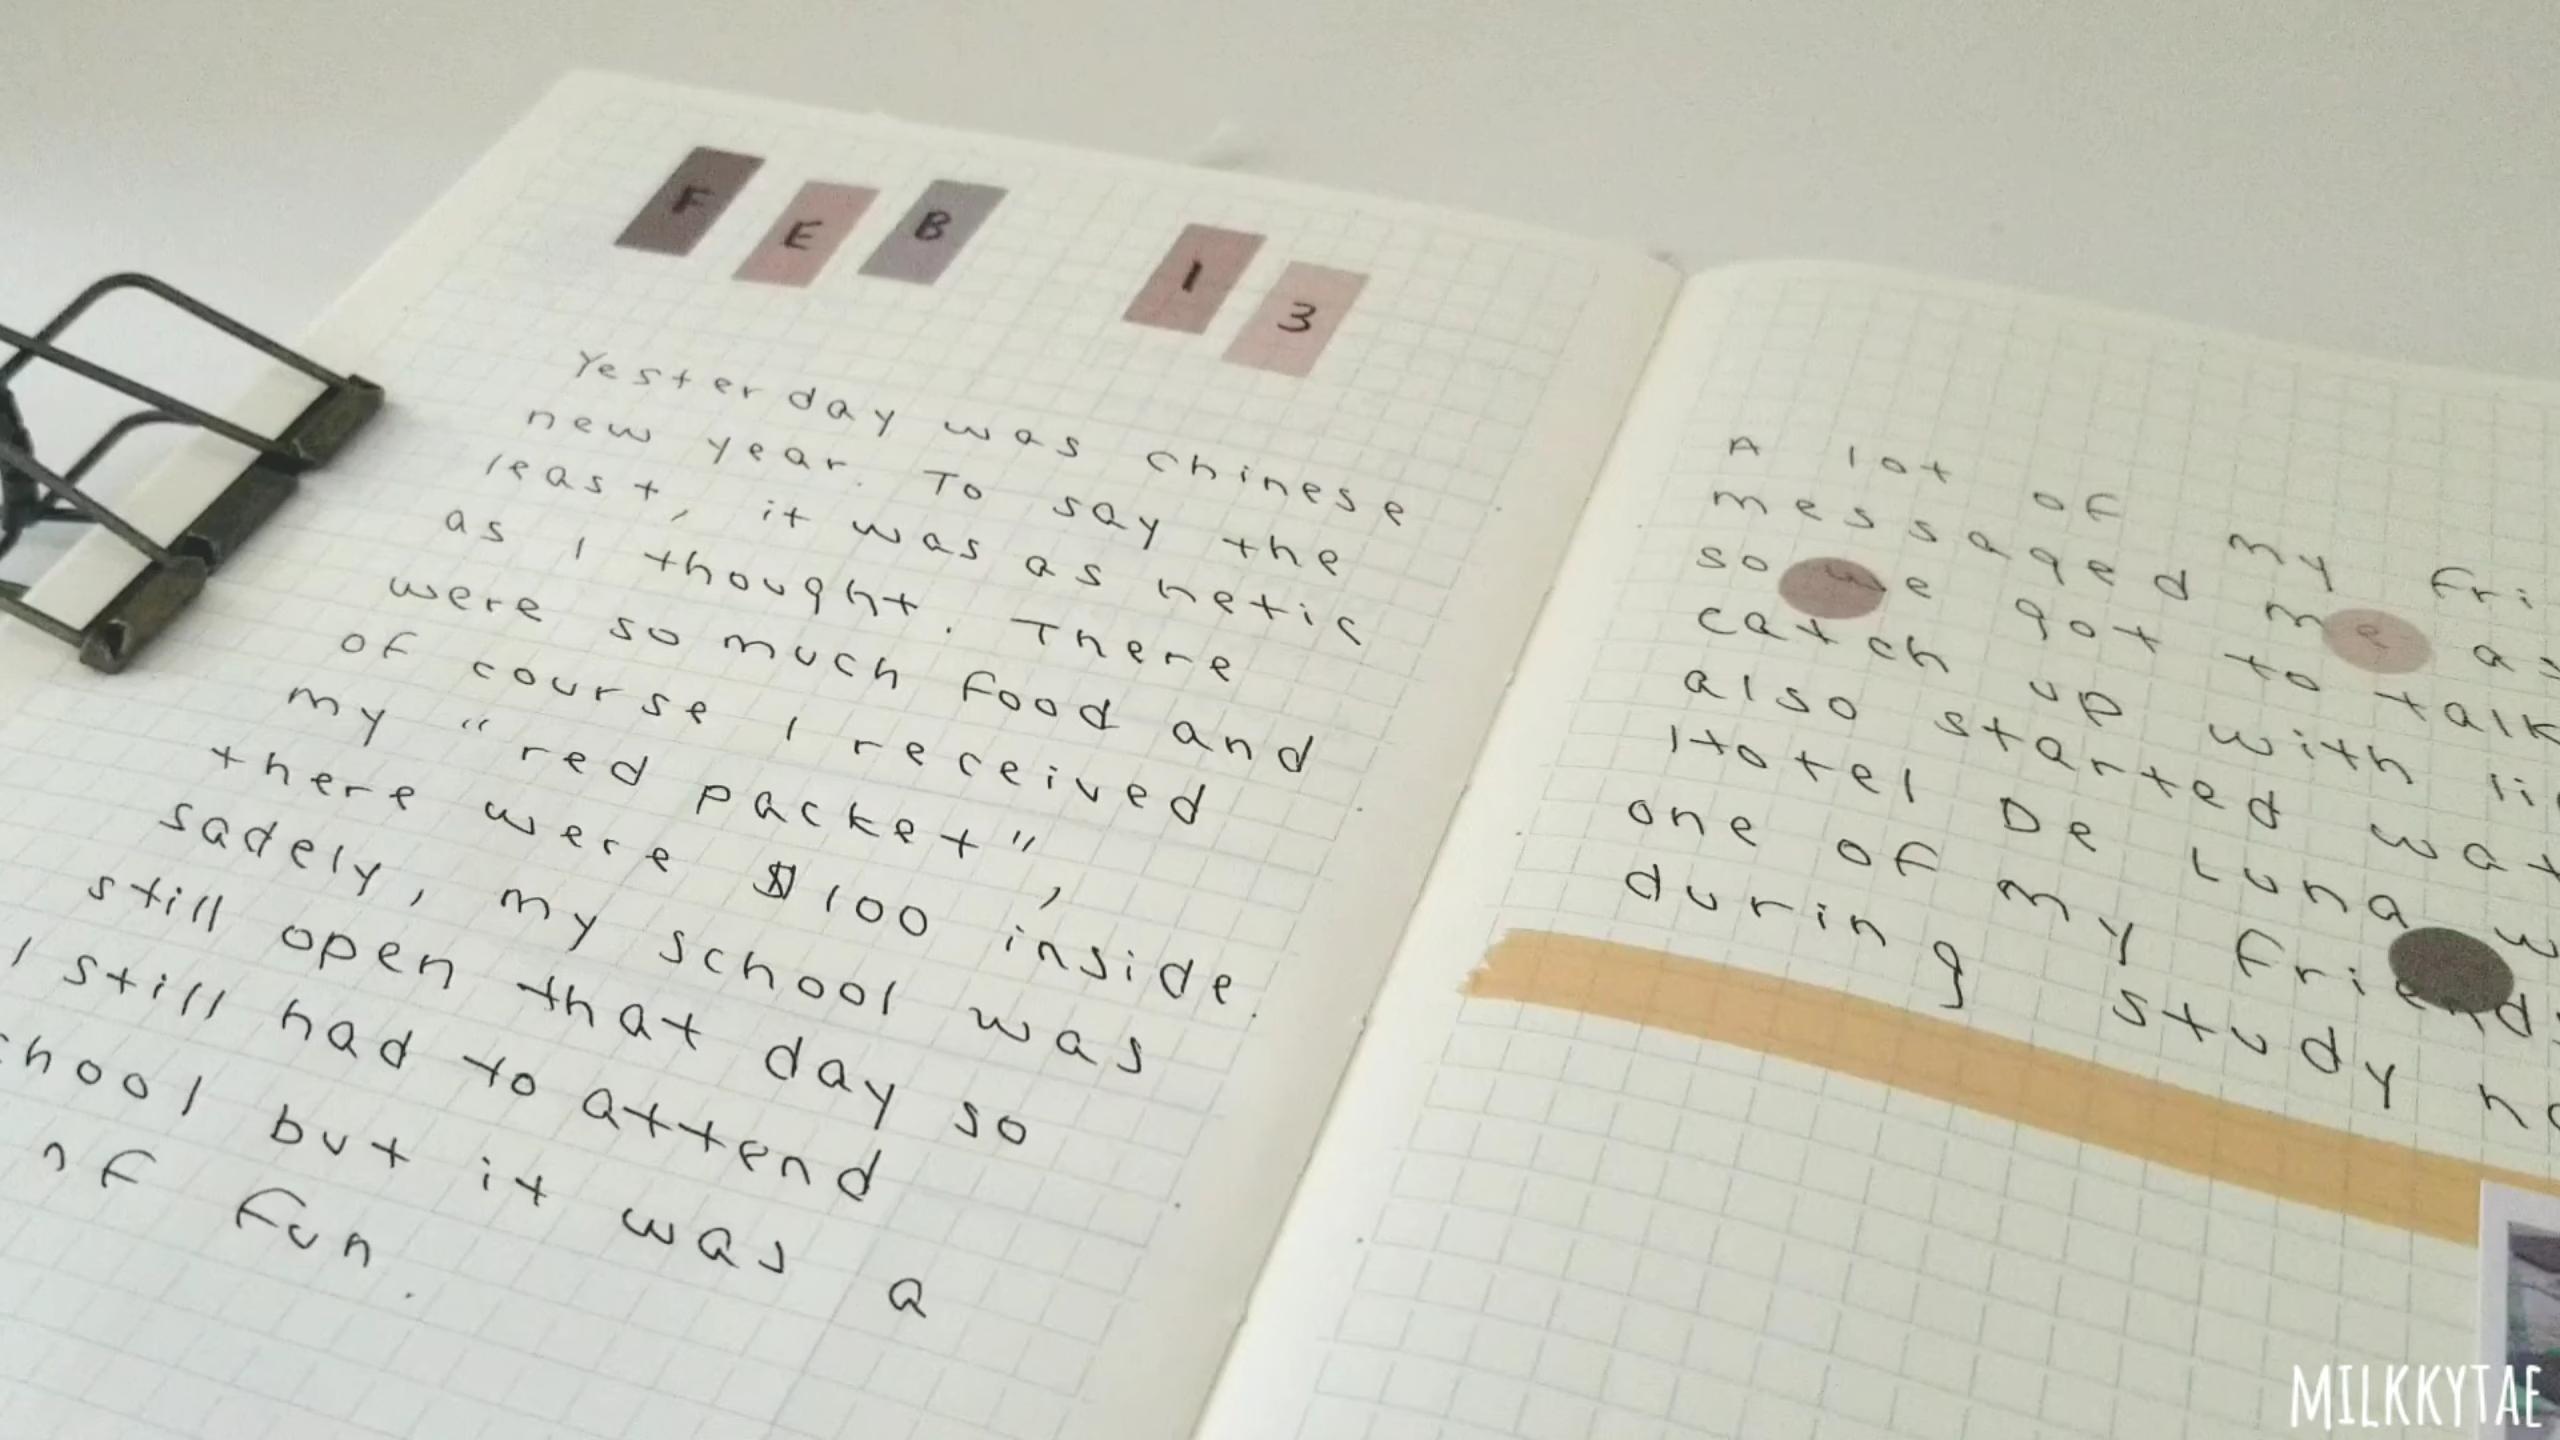 FEB 13
Yesterday was chinese
new year. To say the
least, it was as hetic
as I thought. There
were so much food and
of course I received
my "red packet",
there were $100 inside.
sadely, my school was
still open that day so
I still had to attend
but it was a
of fun.
A lot of my
messaged me
so we got to talk
catch up with
also started
Hotel De Luna
one of my friend
during study
MILKKYTAE